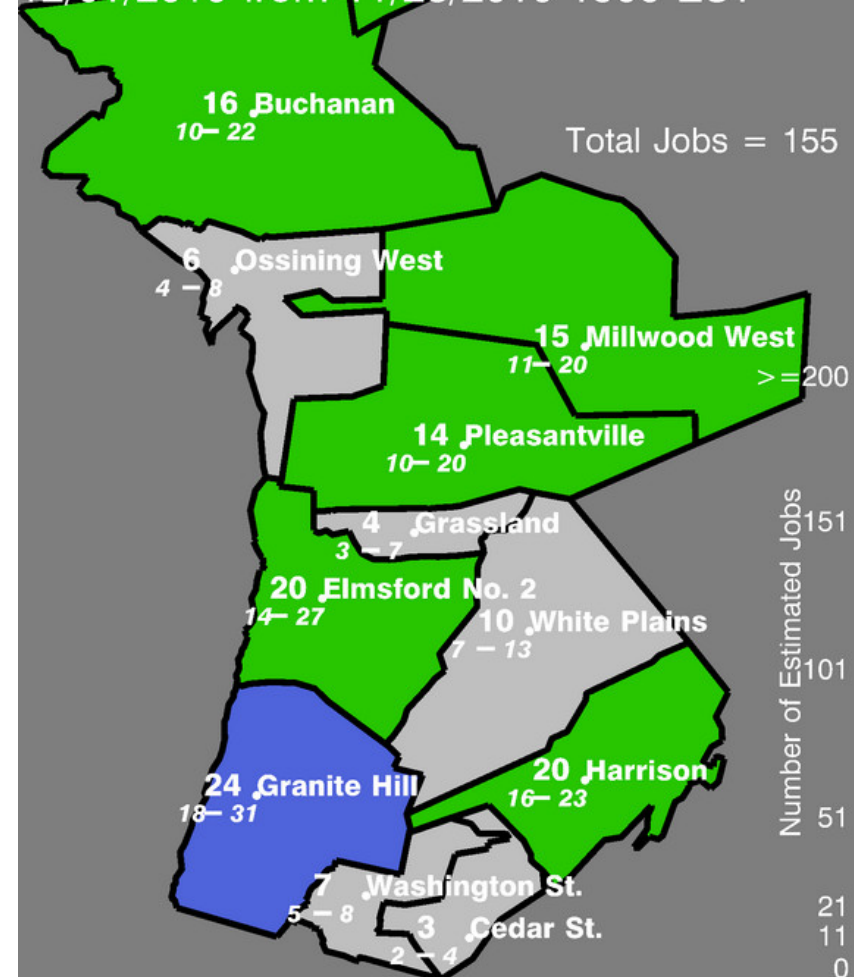 16 Buchanan
10 – 22
Total Jobs = 155
6 Ossining West
4 – 8
15 Millwood West
11 – 20
>=200
14 Pleasantville
10 – 20
4 Grassland
3 – 7
151
20 Elmsford No. 2
14 – 27
10 White Plains
7 – 13
101
Number of Estimated Jobs
20 Harrison
16 – 23
24 Granite Hill
18 – 31
51
7 Washington St.
5 – 8
21
3 Cedar St.
2 – 4
11
0